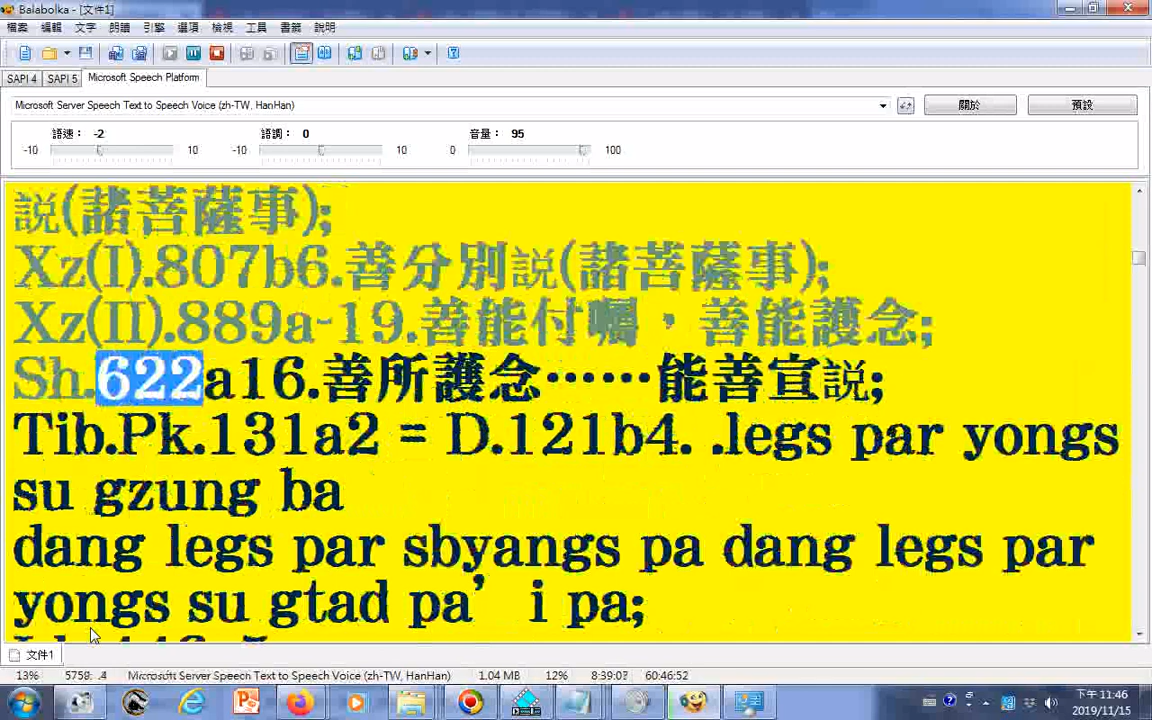 Balabolka - [文件1]
檔案 編輯 文字 朗讀 引擎 選項 檢視 工具 書籤 說明
SAPI 4 SAPI 5 Microsoft Speech Platform
Microsoft Server Speech Text to Speech Voice (zh-TW, HanHan) 關於 預設
語速： -2 語調： 0 音量： 95
-10 10 -10 10 0 100
説(諸菩薩事);
Xz(I).807b6.善分別説(諸菩薩事);
Xz(II).889a-19.善能付囑，善能護念;
Sh.622a16.善所護念……能善宣説;
Tib.Pk.131a2 = D.121b4. .legs par yongs
su gzung ba
dang legs par sbyangs pa dang legs par
yongs su gtad pa’ i pa;
文件1
13% Microsoft Server Speech Text to Speech Voice (zh-TW, HanHan) 1.04 MB 12% 8:39:07 60:46:52
下午 11:46
2019/11/15